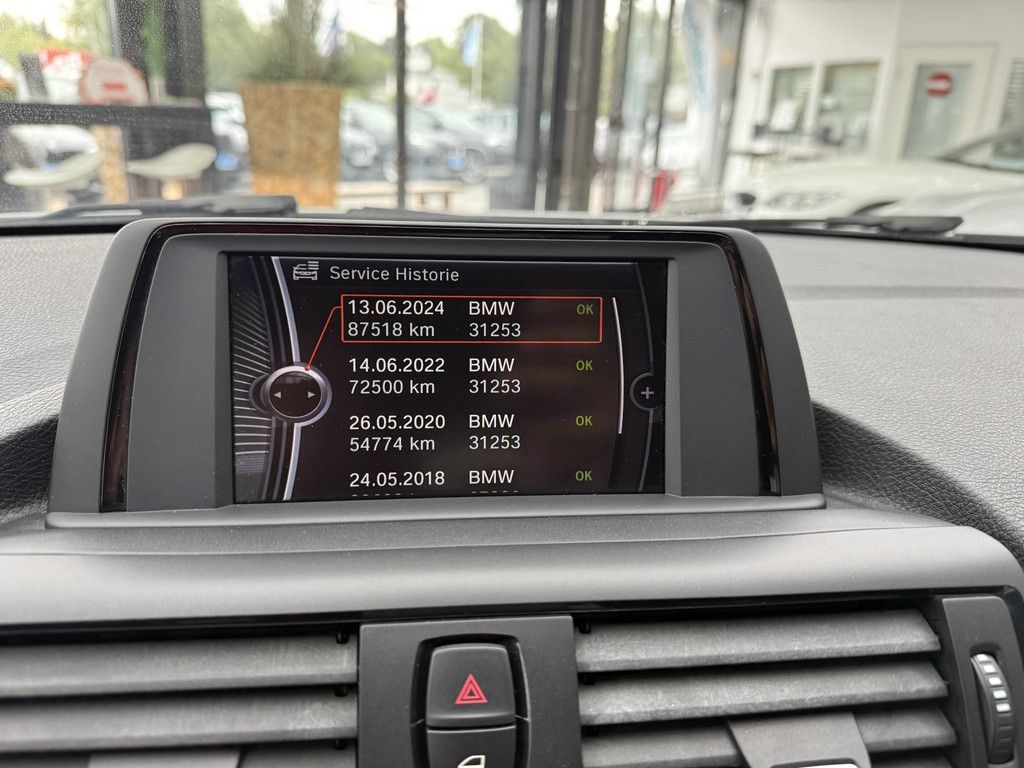 Service Historie
13.06.2024 BMW OK
87518 km 31253
14.06.2022 BMW OK
72500 km 31253
26.05.2020 BMW OK
54774 km 31253
24.05.2018 BMW OK